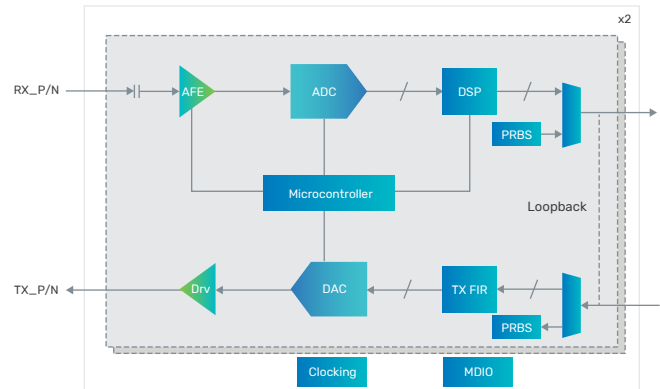 x2
RX_P/N
AFE
ADC
DSP
PRBS
Microcontroller
Loopback
TX_P/N
Drv
DAC
TX FIR
PRBS
Clocking
MDIO